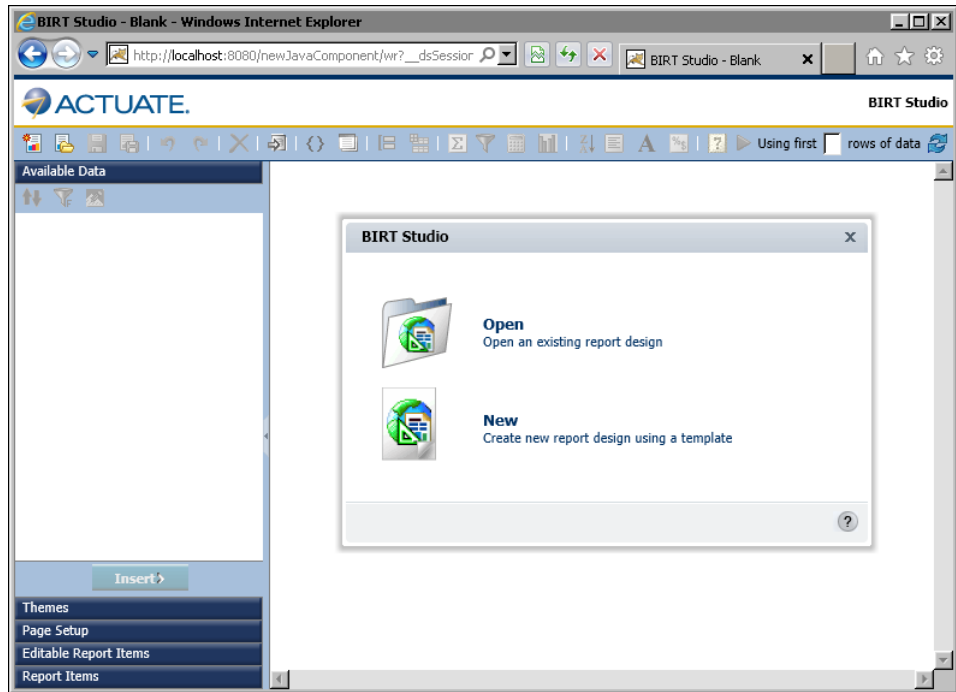 BIRT Studio - Blank - Windows Internet Explorer
http://localhost:8080/newJavaComponent/wr?__dsSession
BIRT Studio - Blank
ACTUATE.
BIRT Studio
Using first rows of data
Available Data
BIRT Studio
Open
Open an existing report design
New
Create new report design using a template
Insert
Themes
Page Setup
Editable Report Items
Report Items